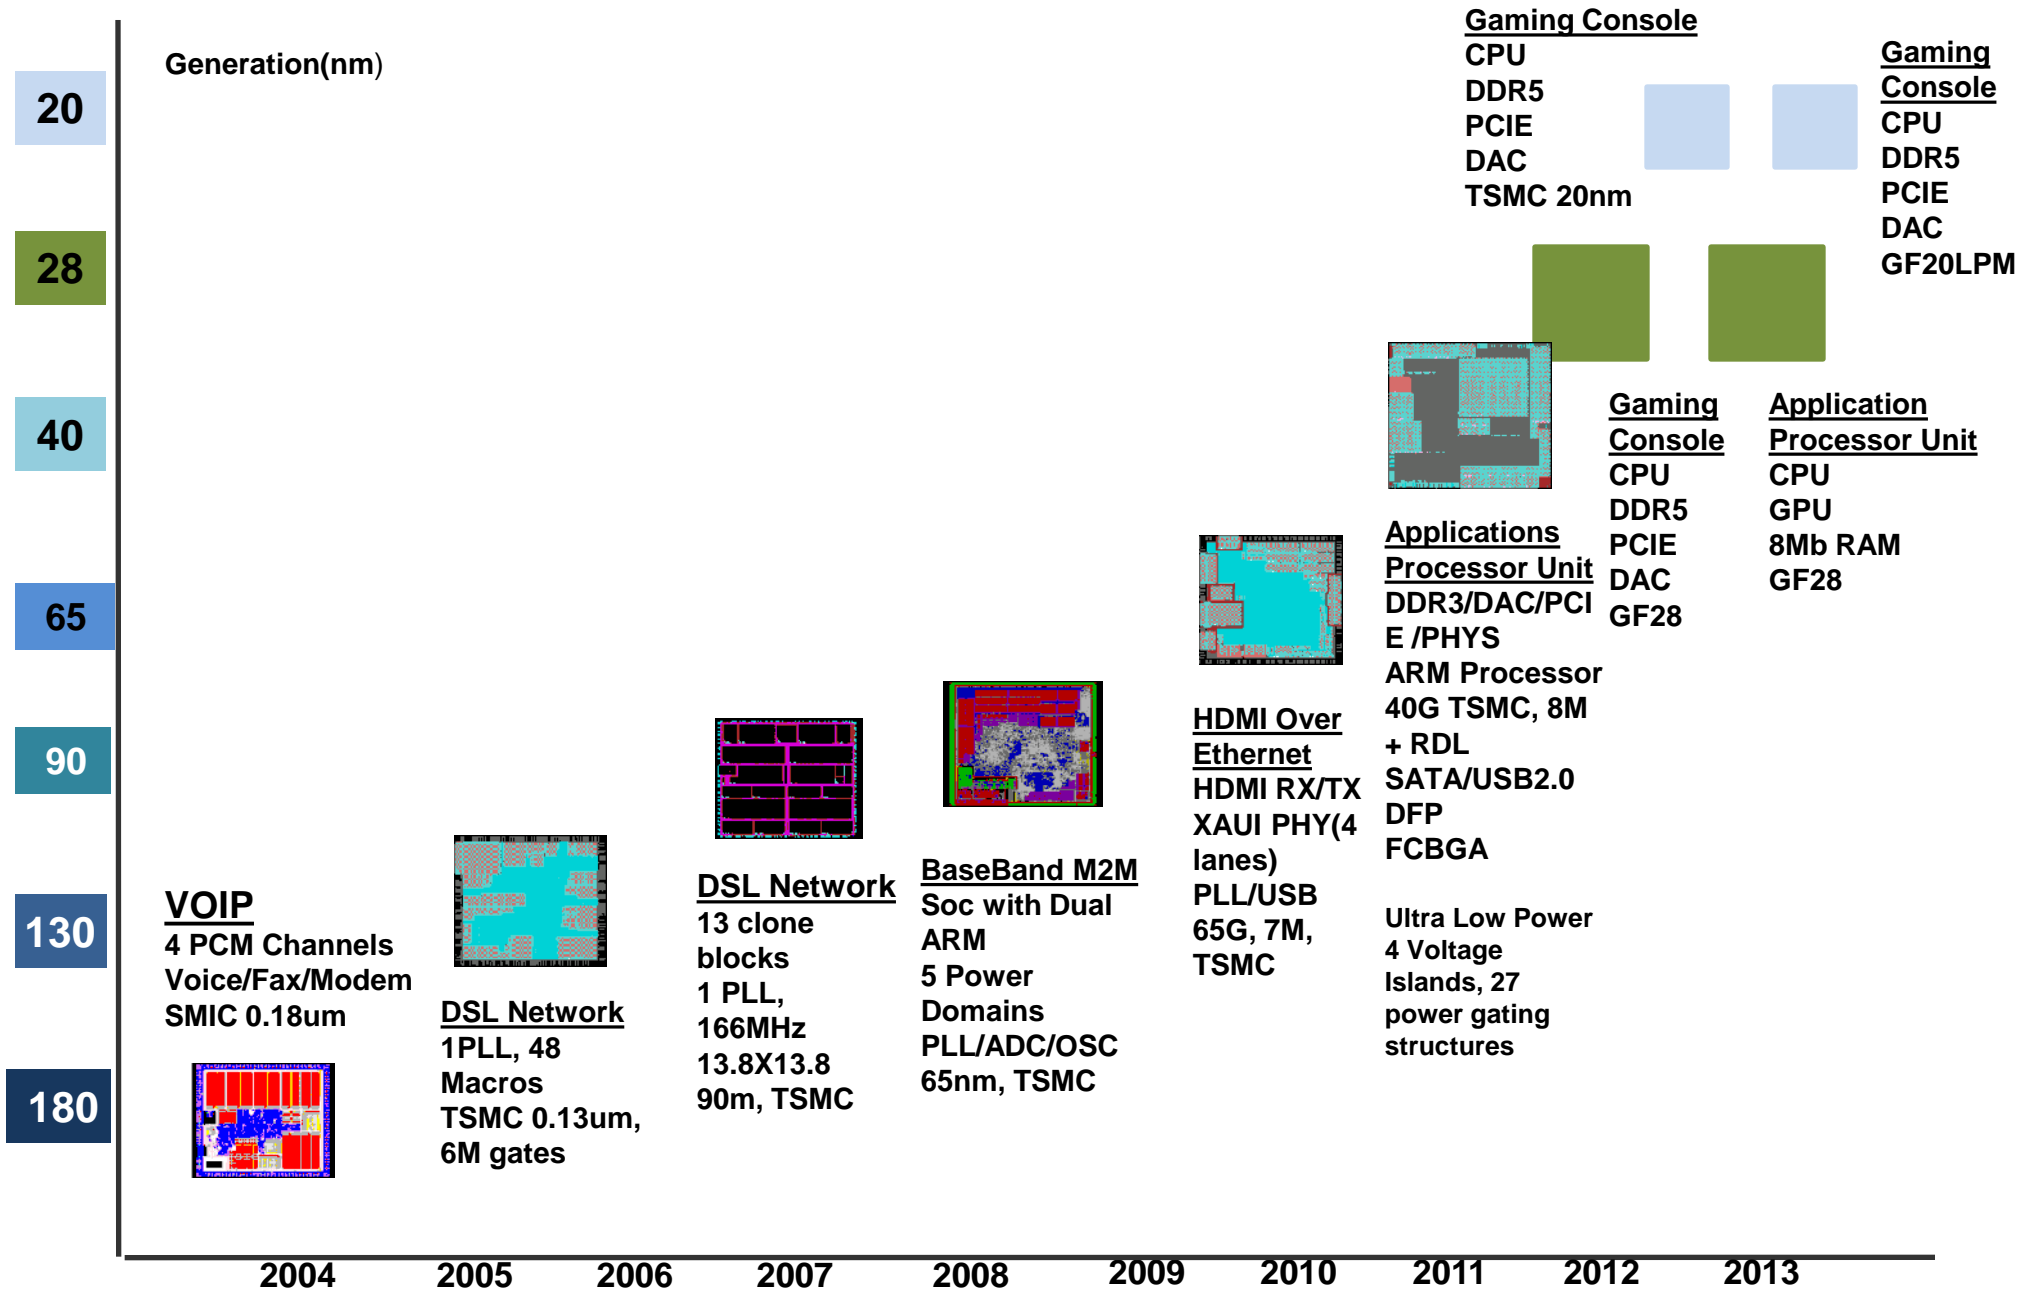 Generation(nm)
20
28
40
65
90
130
180
VOIP
4 PCM Channels
Voice/Fax/Modem
SMIC 0.18um
DSL Network
1PLL, 48
Macros
TSMC 0.13um,
6M gates
DSL Network
13 clone
blocks
1 PLL,
166MHz
13.8X13.8
90m, TSMC
BaseBand M2M
Soc with Dual
ARM
5 Power
Domains
PLL/ADC/OSC
65nm, TSMC
HDMI Over
Ethernet
HDMI RX/TX
XAUI PHY(4
lanes)
PLL/USB
65G, 7M,
TSMC
Applications
Processor Unit
DDR3/DAC/PCI
E /PHYS
ARM Processor
40G TSMC, 8M
+ RDL
SATA/USB2.0
DFP
FCBGA
Ultra Low Power
4 Voltage
Islands, 27
power gating
structures
Gaming
Console
CPU
DDR5
PCIE
DAC
GF28
Application
Processor Unit
CPU
GPU
8Mb RAM
GF28
Gaming Console
CPU
DDR5
PCIE
DAC
TSMC 20nm
Gaming
Console
CPU
DDR5
PCIE
DAC
GF20LPM
2004
2005
2006
2007
2008
2009
2010
2011
2012
2013